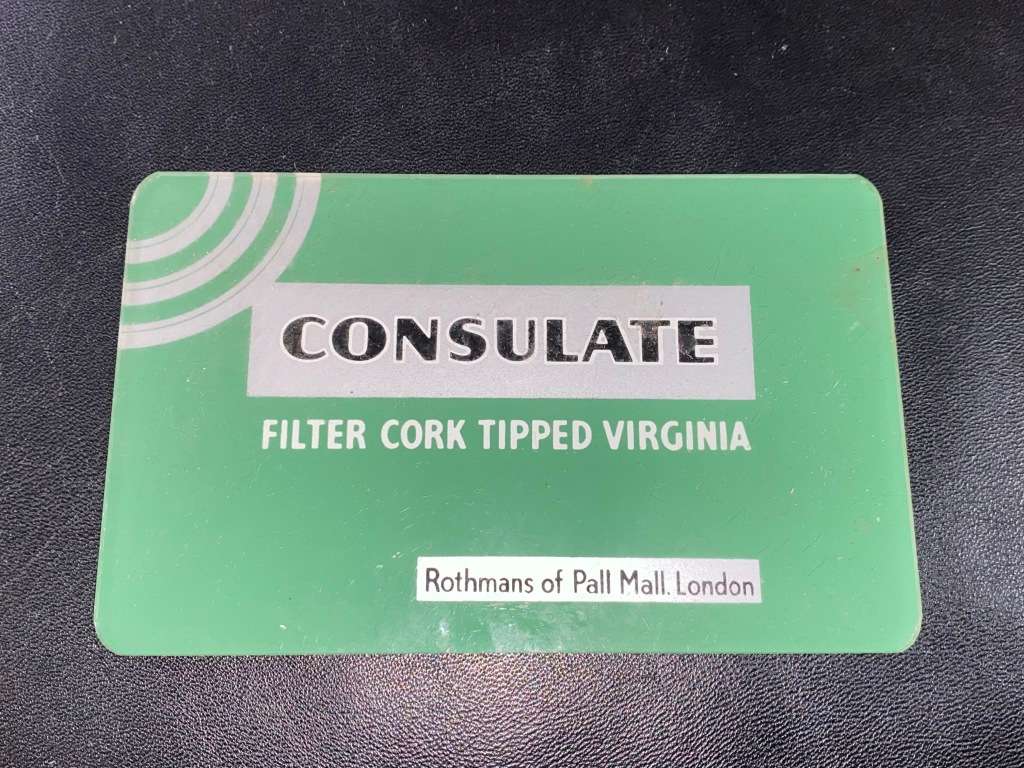 CONSULATE
FILTER CORK TIPPED VIRGINIA
Rothmans of Pall Mall. London